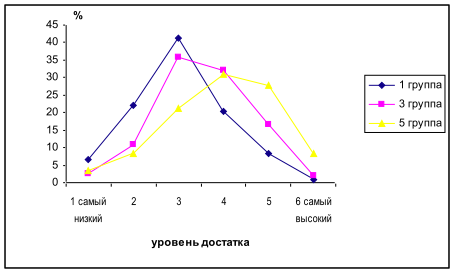 %
45
40
35
30
25
20
15
10
5
0
1 самый 2 3 4 5 6 самый
низкий высокий
уровень достатка
1 группа
3 группа
5 группа